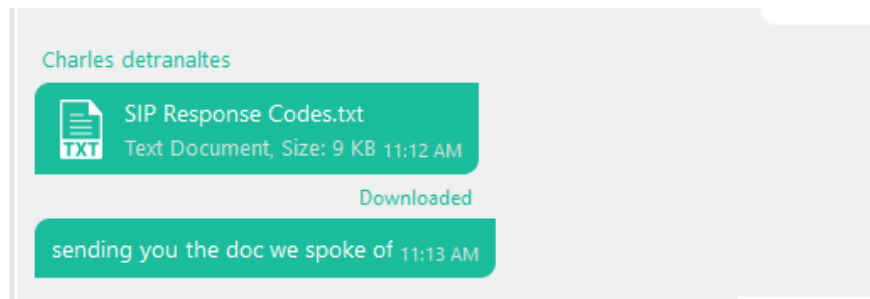 Charles detranaltes
SIP Response Codes.txt
TXT
Text Document, Size: 9 KB 11:12 AM
Downloaded
sending you the doc we spoke of 11:13 AM